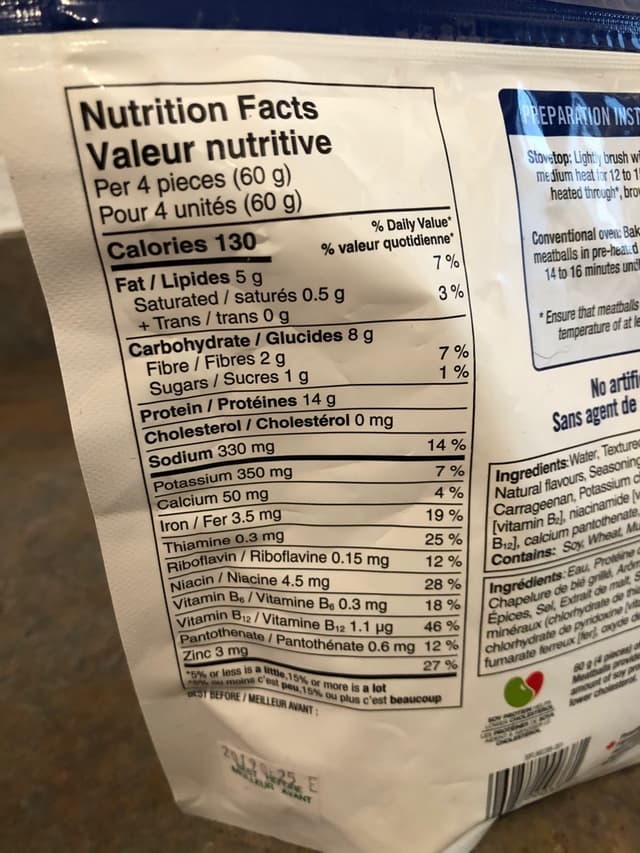 Nutrition Facts
Valeur nutritive
Per 4 pieces (60 g)
Pour 4 unités (60 g)
Calories 130
% Daily Value*
% valeur quotidienne*
Fat / Lipides 5 g 7 %
Saturated / saturés 0.5 g
+ Trans / trans 0 g 3 %
Carbohydrate / Glucides 8 g
Fibre / Fibres 2 g 7 %
Sugars / Sucres 1 g 1 %
Protein / Protéines 14 g
Cholesterol / Cholestérol 0 mg
Sodium 330 mg 14 %
Potassium 350 mg 7 %
Calcium 50 mg 4 %
Iron / Fer 3.5 mg 19 %
Thiamine 0.3 mg 25 %
Riboflavin / Riboflavine 0.15 mg 12 %
Niacin / Niacine 4.5 mg 28 %
Vitamin B6 / Vitamine B6 0.3 mg 18 %
Vitamin B12 / Vitamine B12 1.1 µg 46 %
Pantothenate / Pantothénate 0.6 mg 12 %
Zinc 3 mg 27 %
*5% or less is a little, 15% or more is a lot
*5% ou moins c'est peu, 15% ou plus c'est beaucoup
BEST BEFORE / MEILLEUR AVANT :
PREPARATION INST
Stovetop: Lightly brush wi
medium heat for 12 to 1
heated through*, brow
Conventional oven: Bak
meatballs in pre-heated
14 to 16 minutes until
* Ensure that meatballs
temperature of at le
No artifi
Sans agent de
Ingredients: Water, Texture
Natural flavours, Seasoning
Carrageenan, Potassium c
[vitamin B2], niacinamide [v
B12], calcium pantothenate,
Contains: Soy, Wheat, M
Ingrédients: Eau, Protéine
Chapelure de blé grillé, Arôm
Épices, Sel, Extrait de malt,
minéraux (chlorhydrate de thi
chlorhydrate de pyridoxine [v
fumarate ferreux [fer], oxyde d
60 g (4 pieces) of
Meatballs provide
amount of soy pro
lower cholesterol.